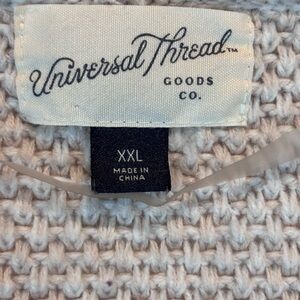 Universal Thread™
GOODS
CO.
XXL
MADE IN
CHINA